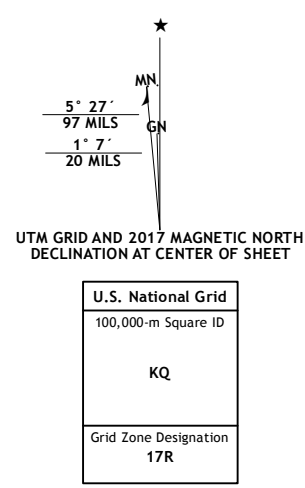 ★
MN
GN
5° 27´
97 MILS
1° 7´
20 MILS
UTM GRID AND 2017 MAGNETIC NORTH
DECLINATION AT CENTER OF SHEET
U.S. National Grid
100,000-m Square ID
KQ
Grid Zone Designation
17R